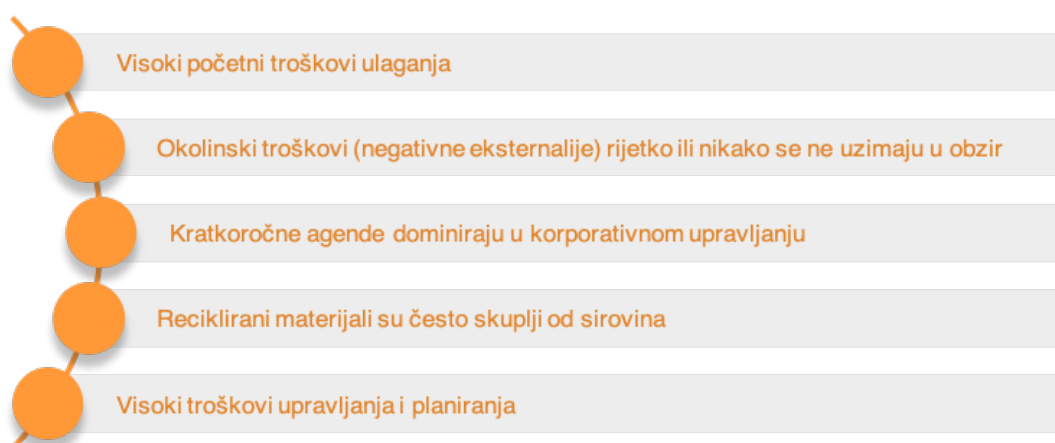 Visoki početni troškovi ulaganja
Okolinski troškovi (negativne eksternalije) rijetko ili nikako se ne uzimaju u obzir
Kratkoročne agende dominiraju u korporativnom upravljanju
Reciklirani materijali su često skuplji od sirovina
Visoki troškovi upravljanja i planiranja